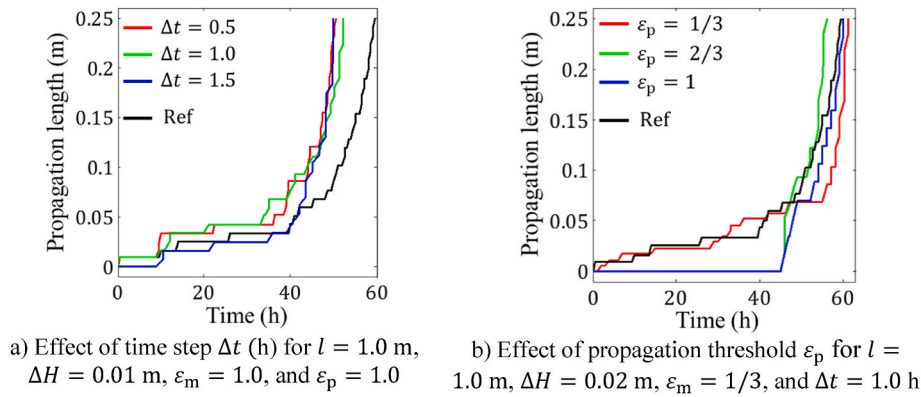 0.25
0.2
0.15
0.1
0.05
0
Propagation length (m)
Δt = 0.5
Δt = 1.0
Δt = 1.5
Ref
0 20 40 60
Time (h)
a) Effect of time step Δt (h) for l = 1.0 m,
ΔH = 0.01 m, εm = 1.0, and εp = 1.0
0.25
0.2
0.15
0.1
0.05
0
Propagation length (m)
εp = 1/3
εp = 2/3
εp = 1
Ref
0 20 40 60
Time (h)
b) Effect of propagation threshold εp for l =
1.0 m, ΔH = 0.02 m, εm = 1/3, and Δt = 1.0 h